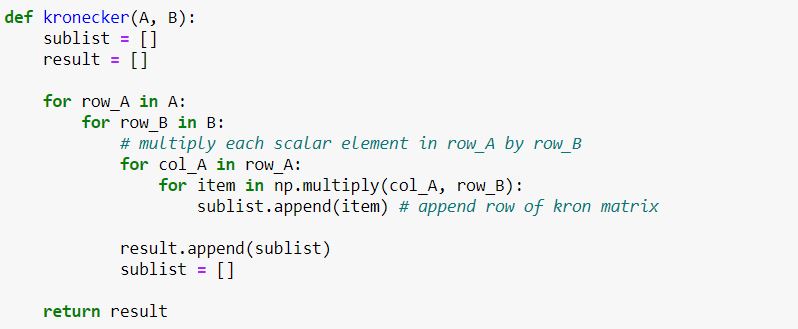 def kronecker(A, B):
    sublist = []
    result = []

    for row_A in A:
        for row_B in B:
            # multiply each scalar element in row_A by row_B
            for col_A in row_A:
                for item in np.multiply(col_A, row_B):
                    sublist.append(item) # append row of kron matrix

            result.append(sublist)
            sublist = []

    return result